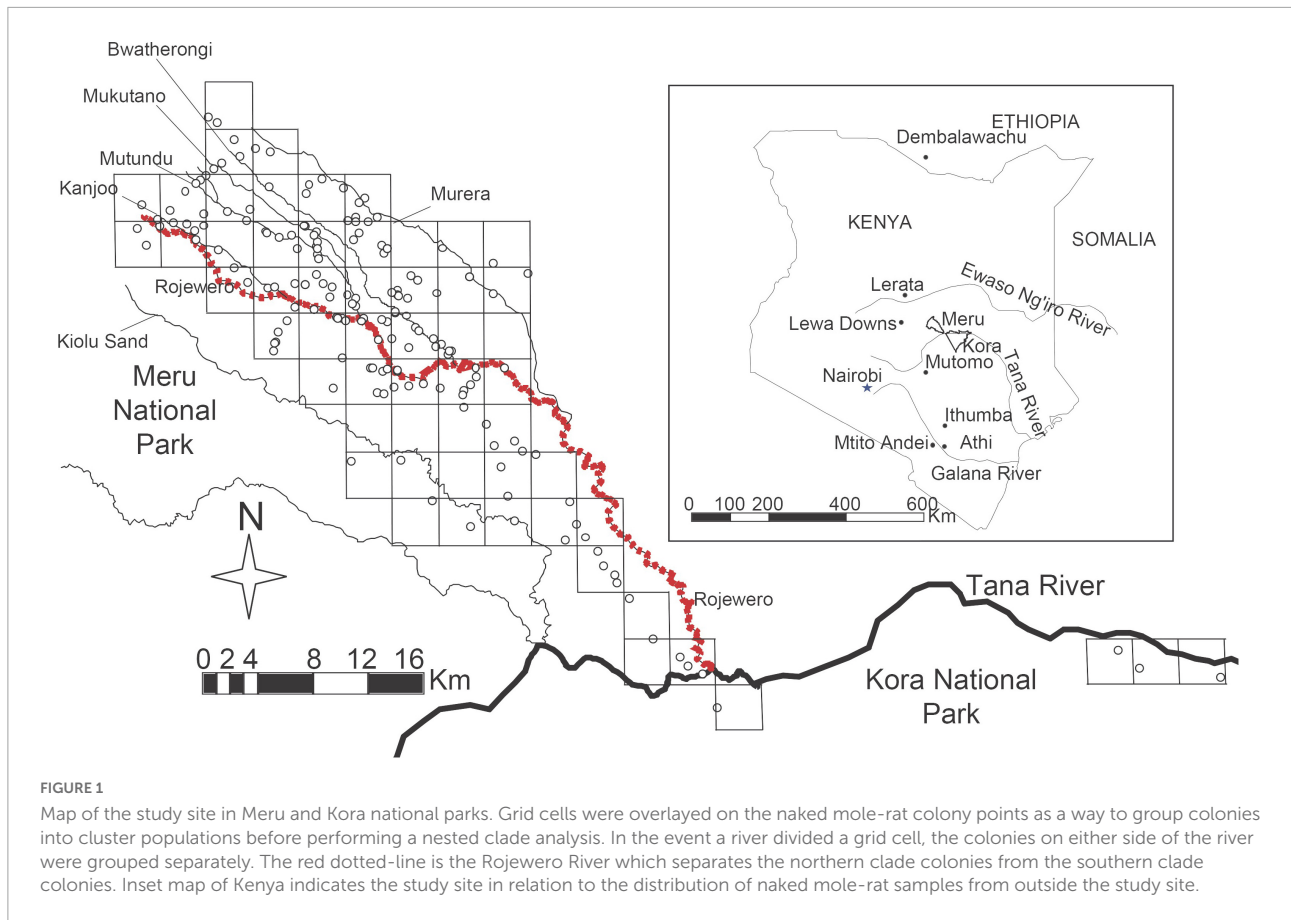 Bwatherongi
Mukutano
Mutundu
Kanjoo
Murera
Rojewero
Kiolu Sand
Meru
National
Park
N
0 2 4 8 12 16
Km
Rojewero
Tana River
Kora National
Park
ETHIOPIA
Dembalawachu
KENYA
SOMALIA
Lerata
Ewaso Ng'iro River
Lewa Downs
Meru
Kora
Mutomo
Nairobi
Tana River
Ithumba
Mtito Andei
Athi
Galana River
0 100 200 400 600
Km
FIGURE 1
Map of the study site in Meru and Kora national parks. Grid cells were overlayed on the naked mole-rat colony points as a way to group colonies
into cluster populations before performing a nested clade analysis. In the event a river divided a grid cell, the colonies on either side of the river
were grouped separately. The red dotted-line is the Rojewero River which separates the northern clade colonies from the southern clade
colonies. Inset map of Kenya indicates the study site in relation to the distribution of naked mole-rat samples from outside the study site.